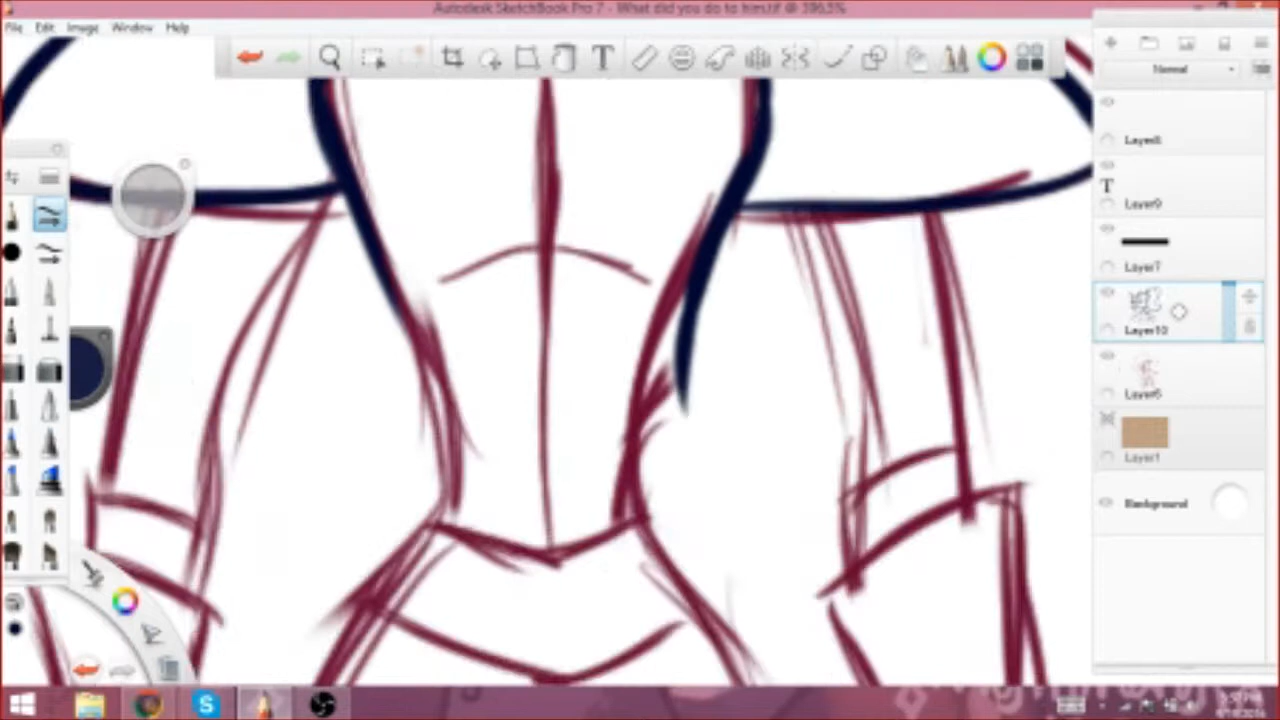 Autodesk SketchBook Pro 7 - What did you do to him.tif @ 396.3%
File Edit Image Window Help
T
Normal
Layer8
T
Layer9
Layer7
Layer10
Layer6
Layer1
Background
S